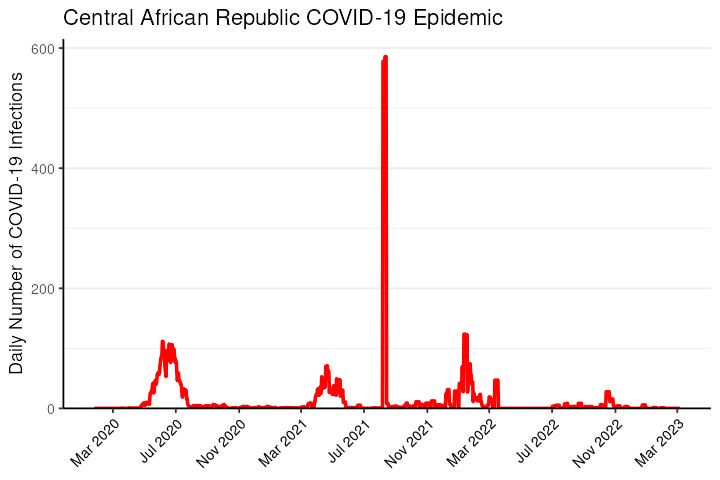 Central African Republic COVID-19 Epidemic
Daily Number of COVID-19 Infections
600
400
200
0
Mar 2020
Jul 2020
Nov 2020
Mar 2021
Jul 2021
Nov 2021
Mar 2022
Jul 2022
Nov 2022
Mar 2023